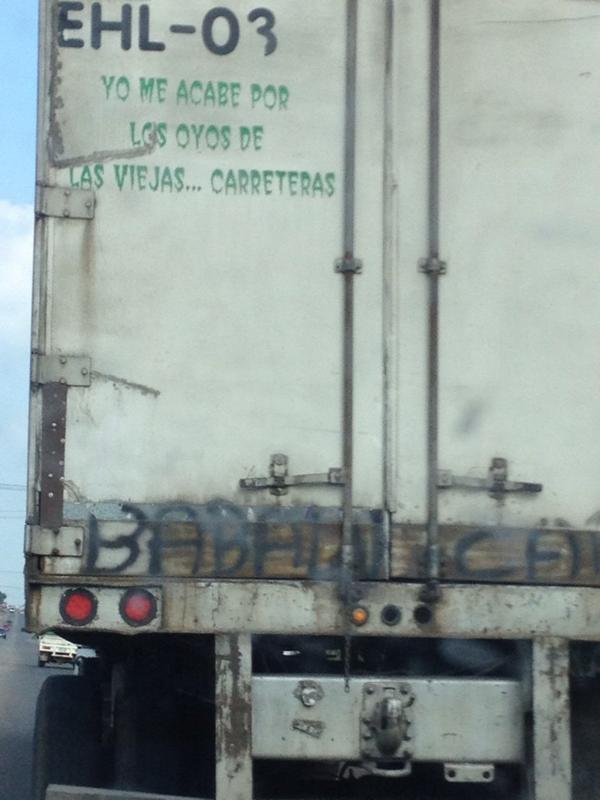 EHL-03
YO ME ACABE POR
LOS OYOS DE
LAS VIEJAS... CARRETERAS